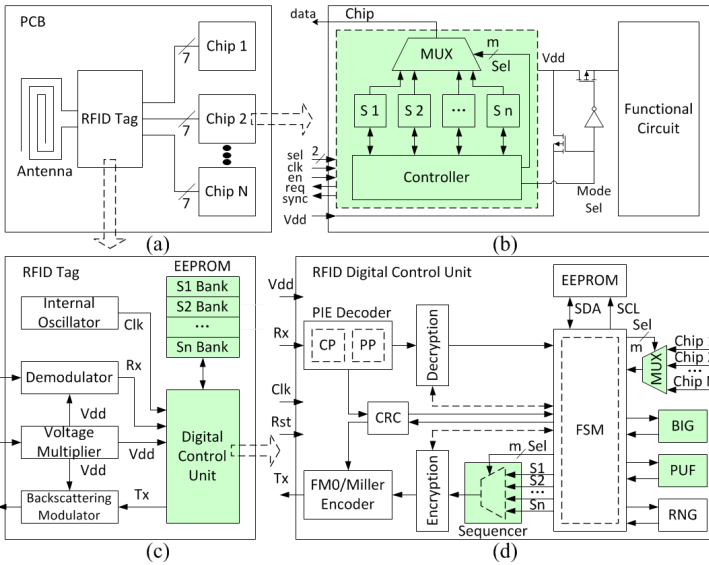 PCB
Chip 1
7
Chip 2
7
Chip N
7
RFID Tag
Antenna
(a)
data
Chip
MUX
m
Sel
S 1
S 2
...
S n
sel
2
clk
en
req
sync
Vdd
Controller
Vdd
Mode
Sel
Functional
Circuit
(b)
RFID Tag
EEPROM
S1 Bank
S2 Bank
...
Sn Bank
Internal
Oscillator
Clk
Rx
Demodulator
Vdd
Voltage
Multiplier
Vdd
Vdd
Backscattering
Modulator
Tx
Digital
Control
Unit
(c)
RFID Digital Control Unit
Vdd
Rx
Clk
Rst
Tx
PIE Decoder
CP
PP
Decryption
CRC
FM0/Miller
Encoder
Encryption
Sequencer
m
Sel
S1
S2
...
Sn
EEPROM
SDA
SCL
FSM
Sel
m
MUX
Chip
Chip
...
Chip
BIG
PUF
RNG
(d)